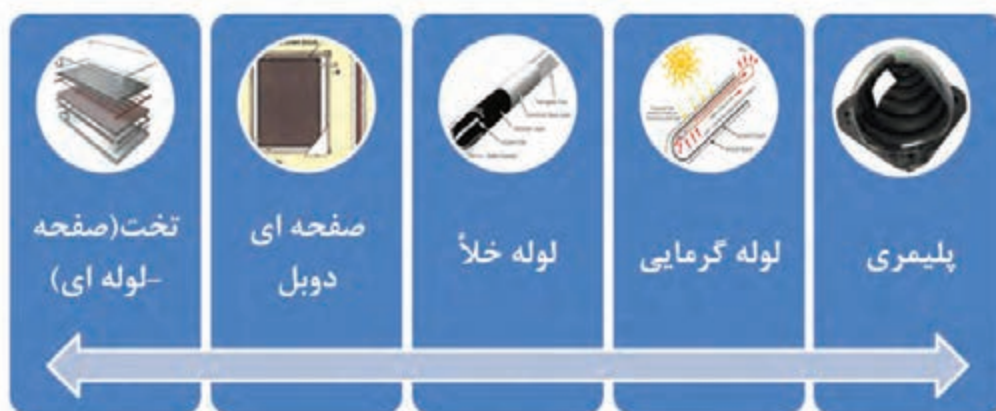 پلیمری
لوله گرمایی
لوله خلأ
صفحه ای
دوبل
تخت(صفحه
-لوله ای)